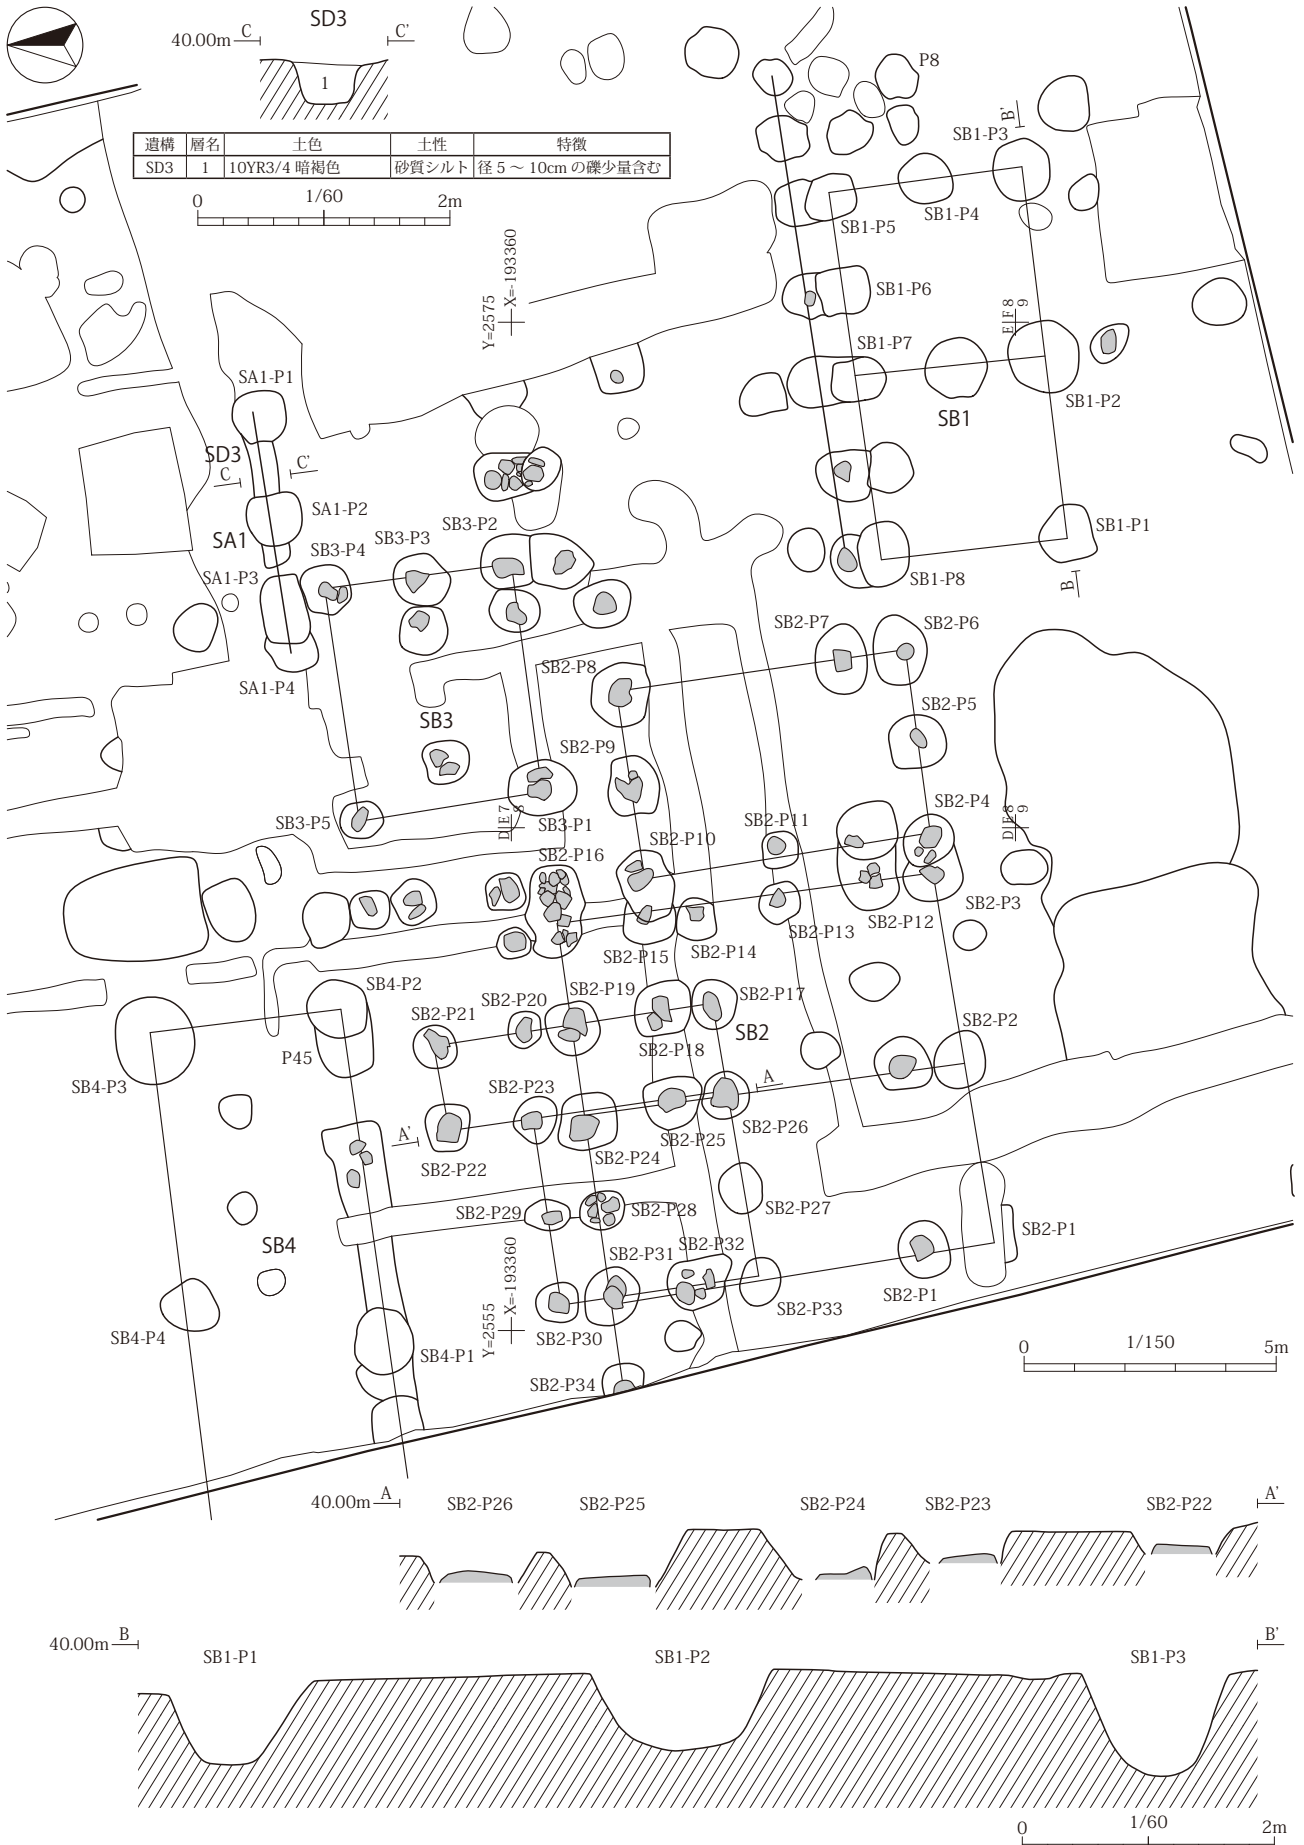 SD3
40.00m C C'
1
遺構 層名 土色 土性 特徴
SD3 1 10YR3/4 暗褐色 砂質シルト 径 5 ～ 10cm の礫少量含む
0 1/60 2m
P8
B'
SB1-P3
SB1-P4
SB1-P5
Y=2575
X=-193360
SB1-P6
E F 8
9
SB1-P7
SB1-P2
SB1
SA1-P1
SD3
C C'
SA1-P2
SB3-P2
SB3-P3
SB1-P1
SA1
SB3-P4
SA1-P3
SB1-P8
B
SB2-P7
SB2-P6
SA1-P4
SB2-P8
SB2-P5
SB3
SB2-P9
SB2-P4
SB3-P5
D E 7
8
SB3-P1
SB2-P11
D E 8
9
SB2-P10
SB2-P16
SB2-P3
SB2-P12
SB2-P13
SB2-P14
SB2-P15
SB4-P2
SB2-P19
SB2-P17
SB2-P20
SB2-P21
SB2-P2
SB2
SB2-P18
P45
SB4-P3
SB2-P23
A
A'
SB2-P26
SB2-P25
SB2-P24
SB2-P22
SB2-P27
SB2-P29
SB2-P28
SB2-P1
SB4
SB2-P32
SB2-P31
SB2-P1
SB2-P33
SB4-P4
Y=2555
X=-193360
SB2-P30
SB4-P1
SB2-P34
0 1/150 5m
40.00m A SB2-P26 SB2-P25 SB2-P24 SB2-P23 SB2-P22 A'
40.00m B B'
SB1-P1 SB1-P2 SB1-P3
0 1/60 2m